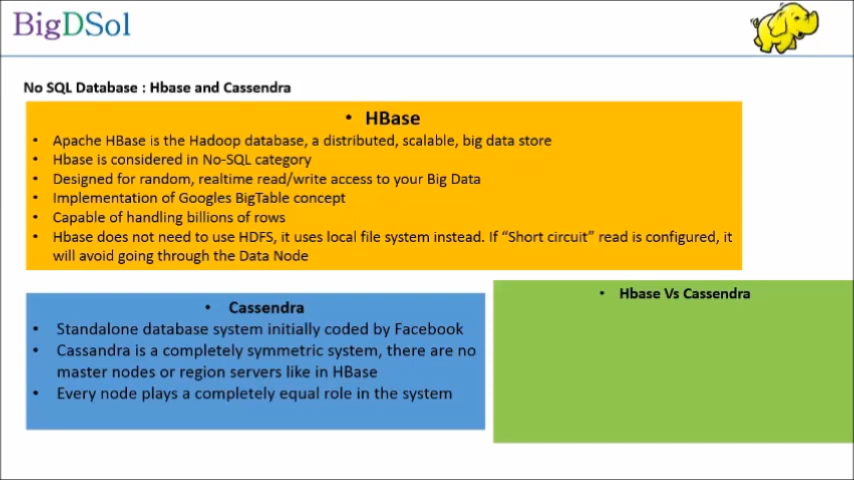 BigDSol
No SQL Database : Hbase and Cassendra
• HBase
• Apache HBase is the Hadoop database, a distributed, scalable, big data store
• Hbase is considered in No-SQL category
• Designed for random, realtime read/write access to your Big Data
• Implementation of Googles BigTable concept
• Capable of handling billions of rows
• Hbase does not need to use HDFS, it uses local file system instead. If “Short circuit” read is configured, it
will avoid going through the Data Node
• Cassendra
• Standalone database system initially coded by Facebook
• Cassandra is a completely symmetric system, there are no
master nodes or region servers like in HBase
• Every node plays a completely equal role in the system
• Hbase Vs Cassendra